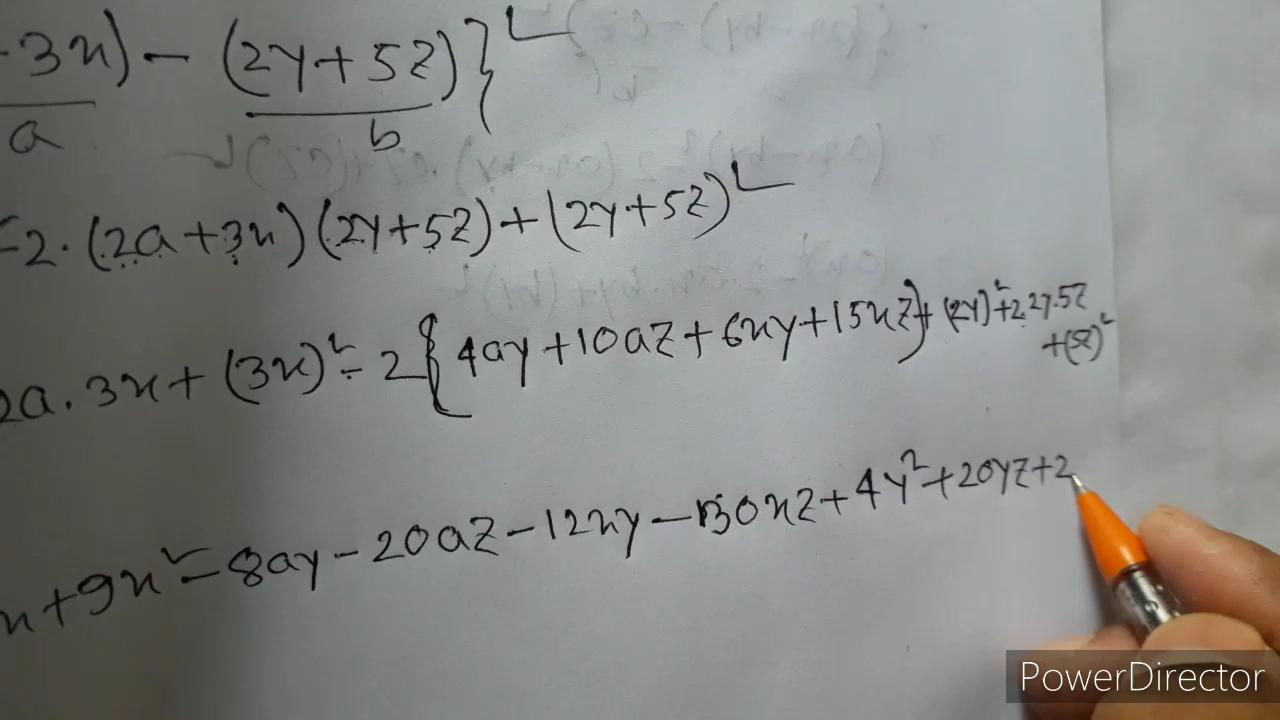 3x) - (2y+5z)}²
a b
-2.(2a+3x)(2y+5z)+(2y+5z)²
2a.3x+(3x)²-2{4ay+10az+6xy+15xz}+(2y)²+2.2y.5z
+(5z)²
x+9x²-8ay-20az-12xy-30xz+4y²+20yz+2
PowerDirector